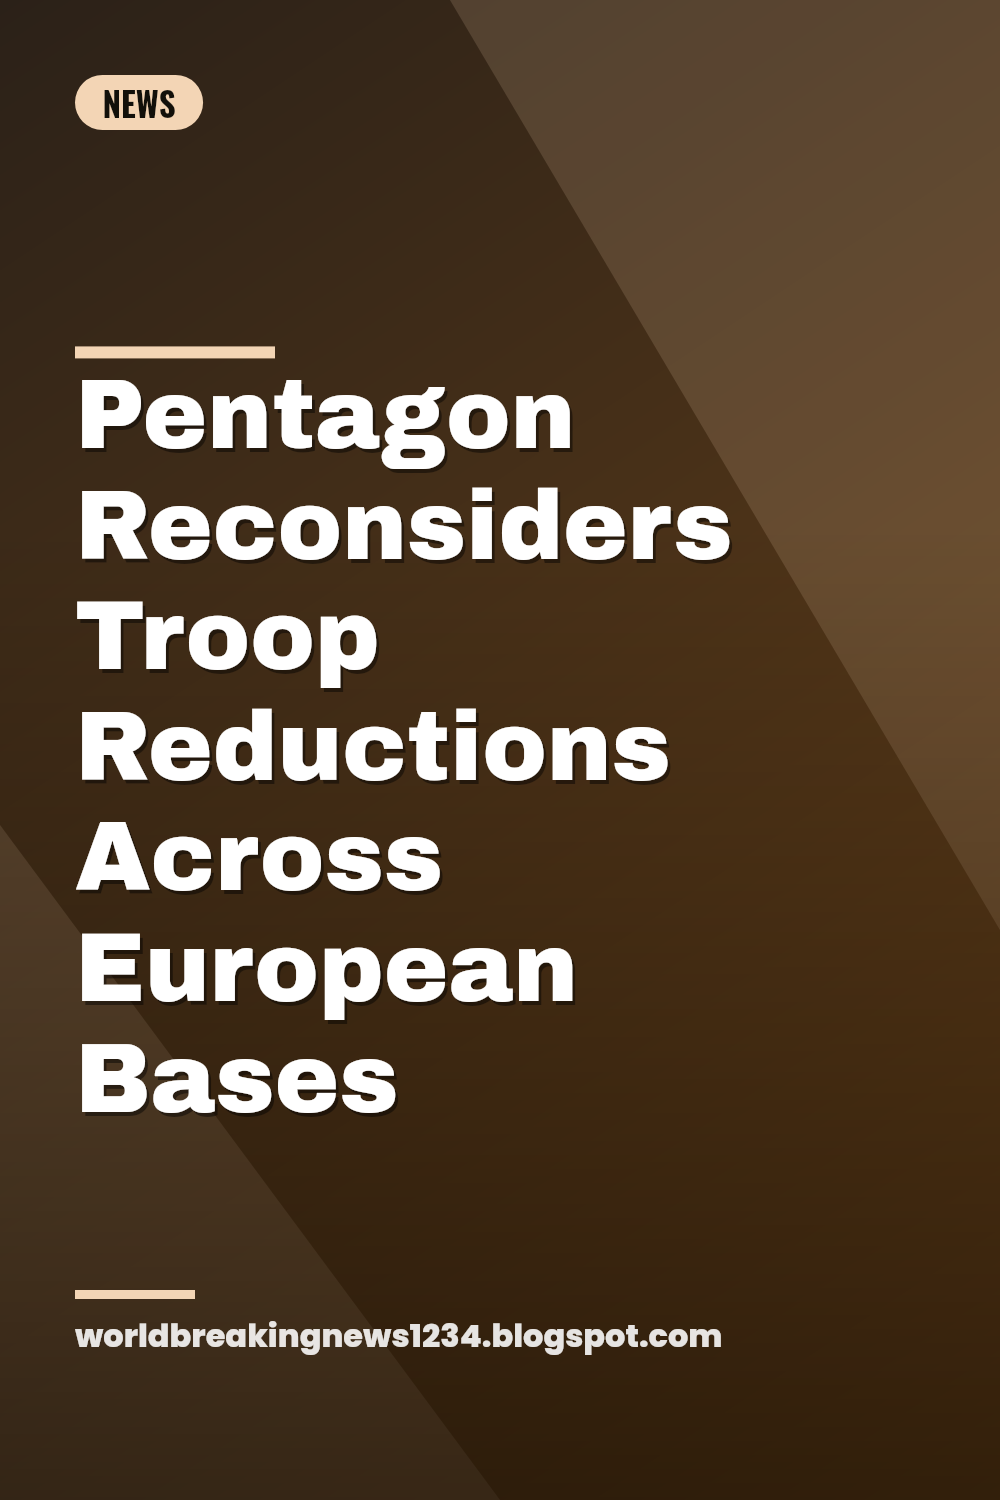 NEWS
Pentagon
Reconsiders
Troop
Reductions
Across
European
Bases
worldbreakingnews1234.blogspot.com